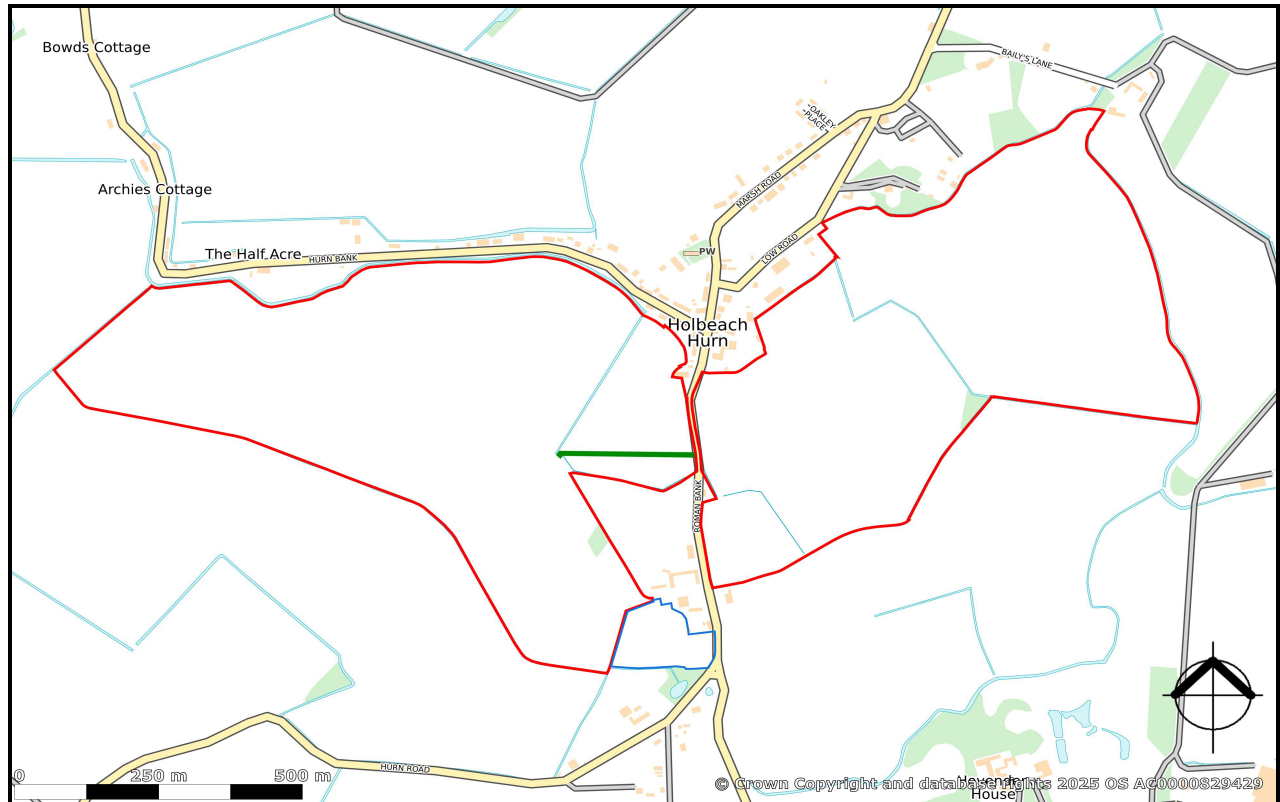 Bowds Cottage
BAILY'S LANE
OAKLEY
PLACE
Archies Cottage
MARSH ROAD
The Half Acre
HURN BANK
PW
LOW ROAD
Holbeach
Hurn
ROMAN BANK
HURN ROAD
0 250 m 500 m
© Crown Copyright and database rights 2025 OS AC0000829429
House